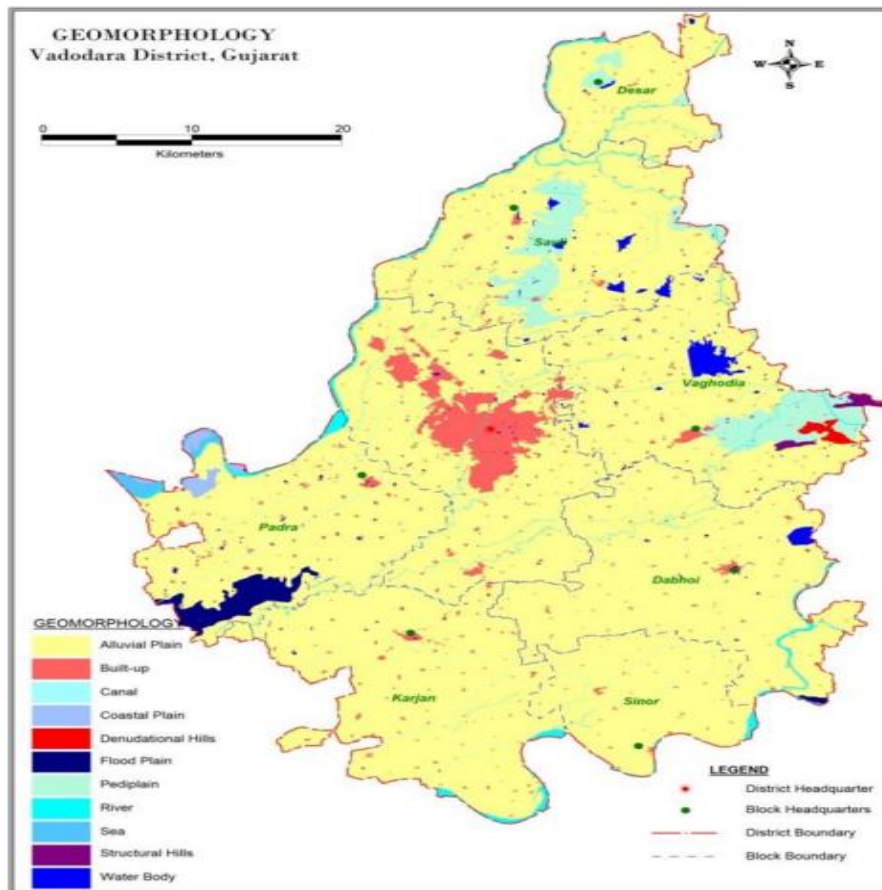 GEOMORPHOLOGY
Vadodara District, Gujarat
N
W E
S
0 10 20
Kilometers
Desar
Savli
Vaghodia
Padra
Dabhoi
Karjan
Sinor
GEOMORPHOLOGY
Alluvial Plain
Built-up
Canal
Coastal Plain
Denudational Hills
Flood Plain
Pediplain
River
Sea
Structural Hills
Water Body
LEGEND
District Headquarter
Block Headquarters
District Boundary
Block Boundary